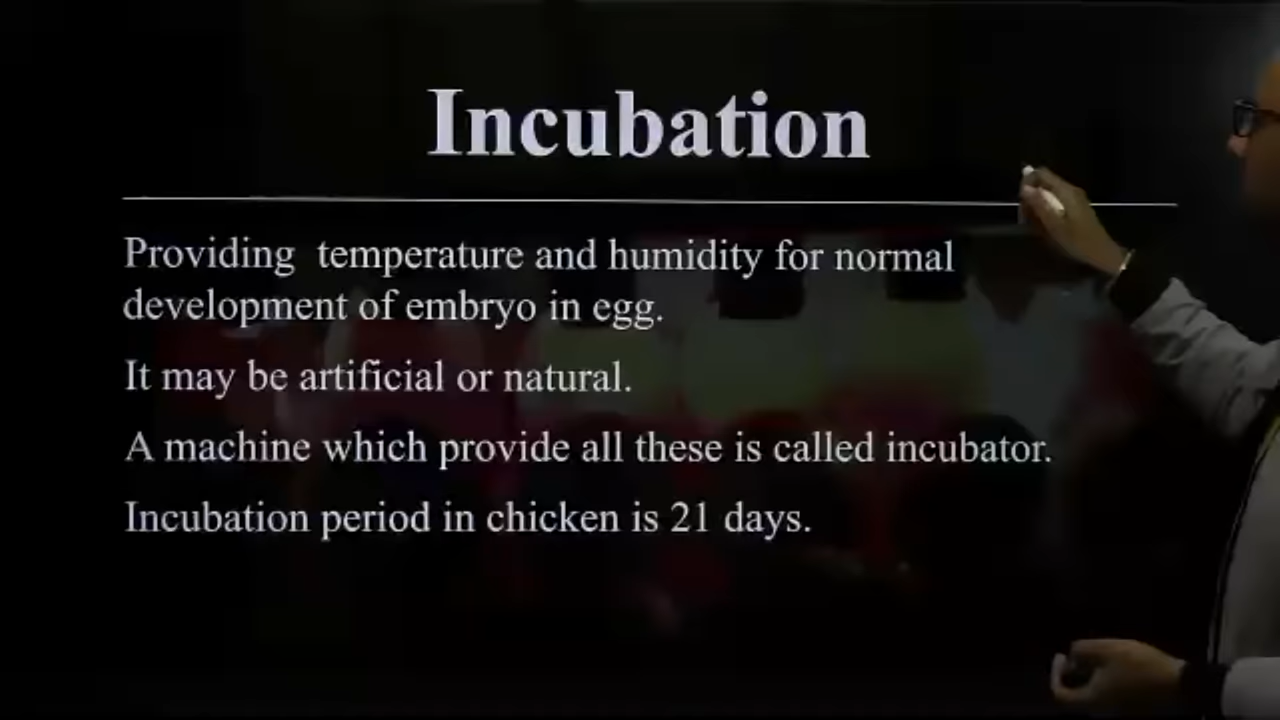 Incubation
Providing temperature and humidity for normal
development of embryo in egg.
It may be artificial or natural.
A machine which provide all these is called incubator.
Incubation period in chicken is 21 days.